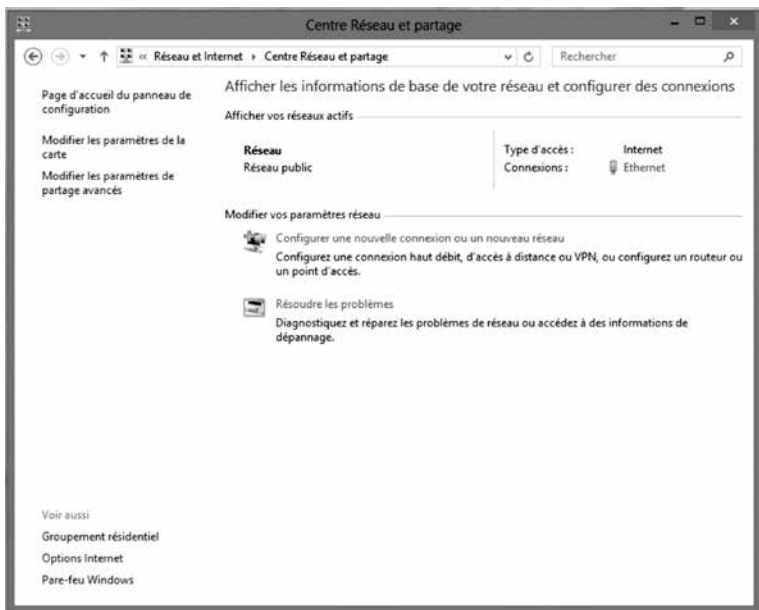 Centre Réseau et partage
« Réseau et Internet ▸ Centre Réseau et partage
Rechercher
Page d'accueil du panneau de
configuration
Modifier les paramètres de la
carte
Modifier les paramètres de
partage avancés
Voir aussi
Groupement résidentiel
Options Internet
Pare-feu Windows
Afficher les informations de base de votre réseau et configurer des connexions
Afficher vos réseaux actifs
Réseau
Réseau public
Type d'accès : Internet
Connexions : Ethernet
Modifier vos paramètres réseau
Configurer une nouvelle connexion ou un nouveau réseau
Configurez une connexion haut débit, d'accès à distance ou VPN, ou configurez un routeur ou
un point d'accès.
Résoudre les problèmes
Diagnostiquez et réparez les problèmes de réseau ou accédez à des informations de
dépannage.